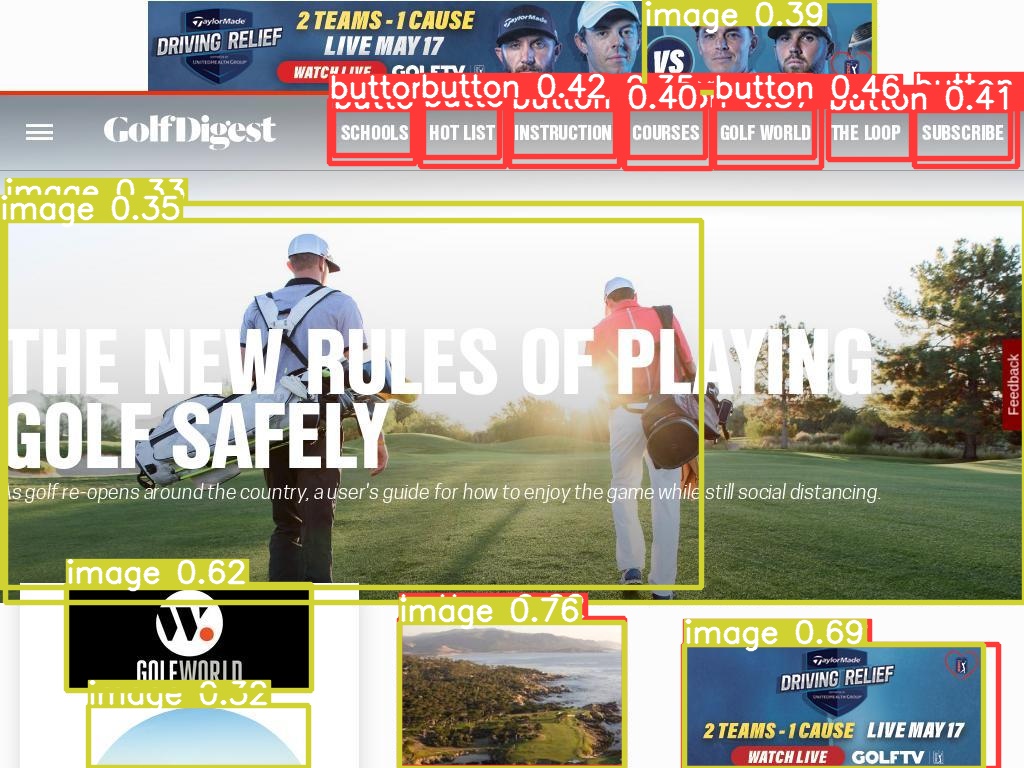 TaylorMade
DRIVING RELIEF
SUPPORTED BY
UNITEDHEALTH GROUP
2 TEAMS - 1 CAUSE
LIVE MAY 17
WATCH LIVE GOLFTV
VS
image 0.39
button 0.42
0.35
0.40
button 0.46
button
button 0.41
GolfDigest
SCHOOLS HOT LIST INSTRUCTION COURSES GOLF WORLD THE LOOP SUBSCRIBE
image 0.33
image 0.35
THE NEW RULES OF PLAYING
GOLF SAFELY
As golf re-opens around the country, a user's guide for how to enjoy the game while still social distancing.
Feedback
image 0.62
W.
GOLFWORLD
image 0.32
image 0.76
image 0.69
TaylorMade
DRIVING RELIEF
2 TEAMS - 1 CAUSE LIVE MAY 17
WATCH LIVE GOLFTV